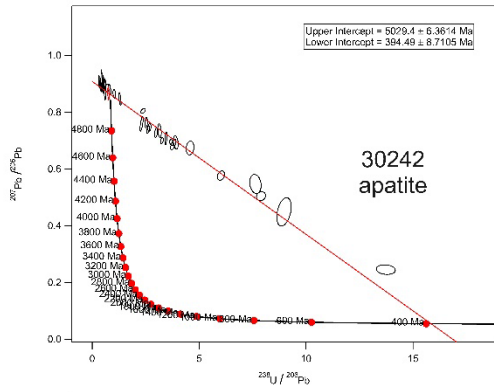 Upper Intercept = 5029.4 ± 6.3614 Ma
Lower Intercept = 394.49 ± 8.7105 Ma
1.0
0.8
0.6
0.4
0.2
0.0
207Pb /206Pb
30242
apatite
4800 Ma
4600 Ma
4400 Ma
4200 Ma
4000 Ma
3800 Ma
3600 Ma
3400 Ma
3200 Ma
3000 Ma
2800 Ma
600 Ma
400 Ma
0
5
10
15